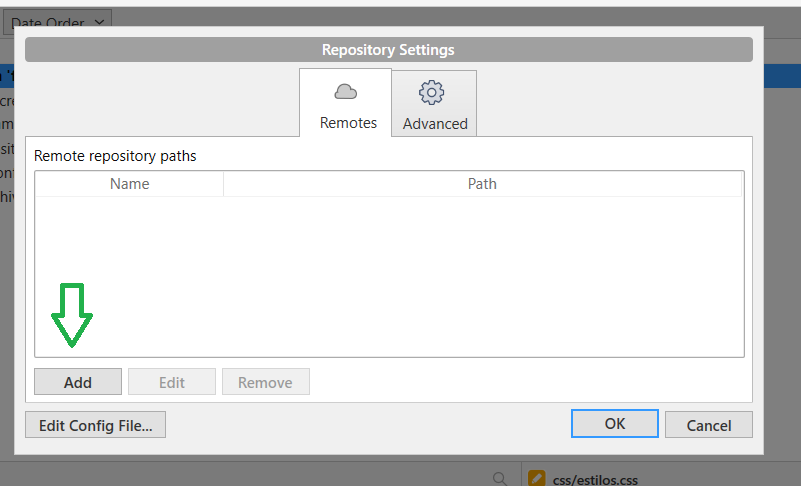 Date Order
Repository Settings
Remotes
Advanced
Remote repository paths
Name
Path
Add
Edit
Remove
Edit Config File...
OK
Cancel
css/estilos.css